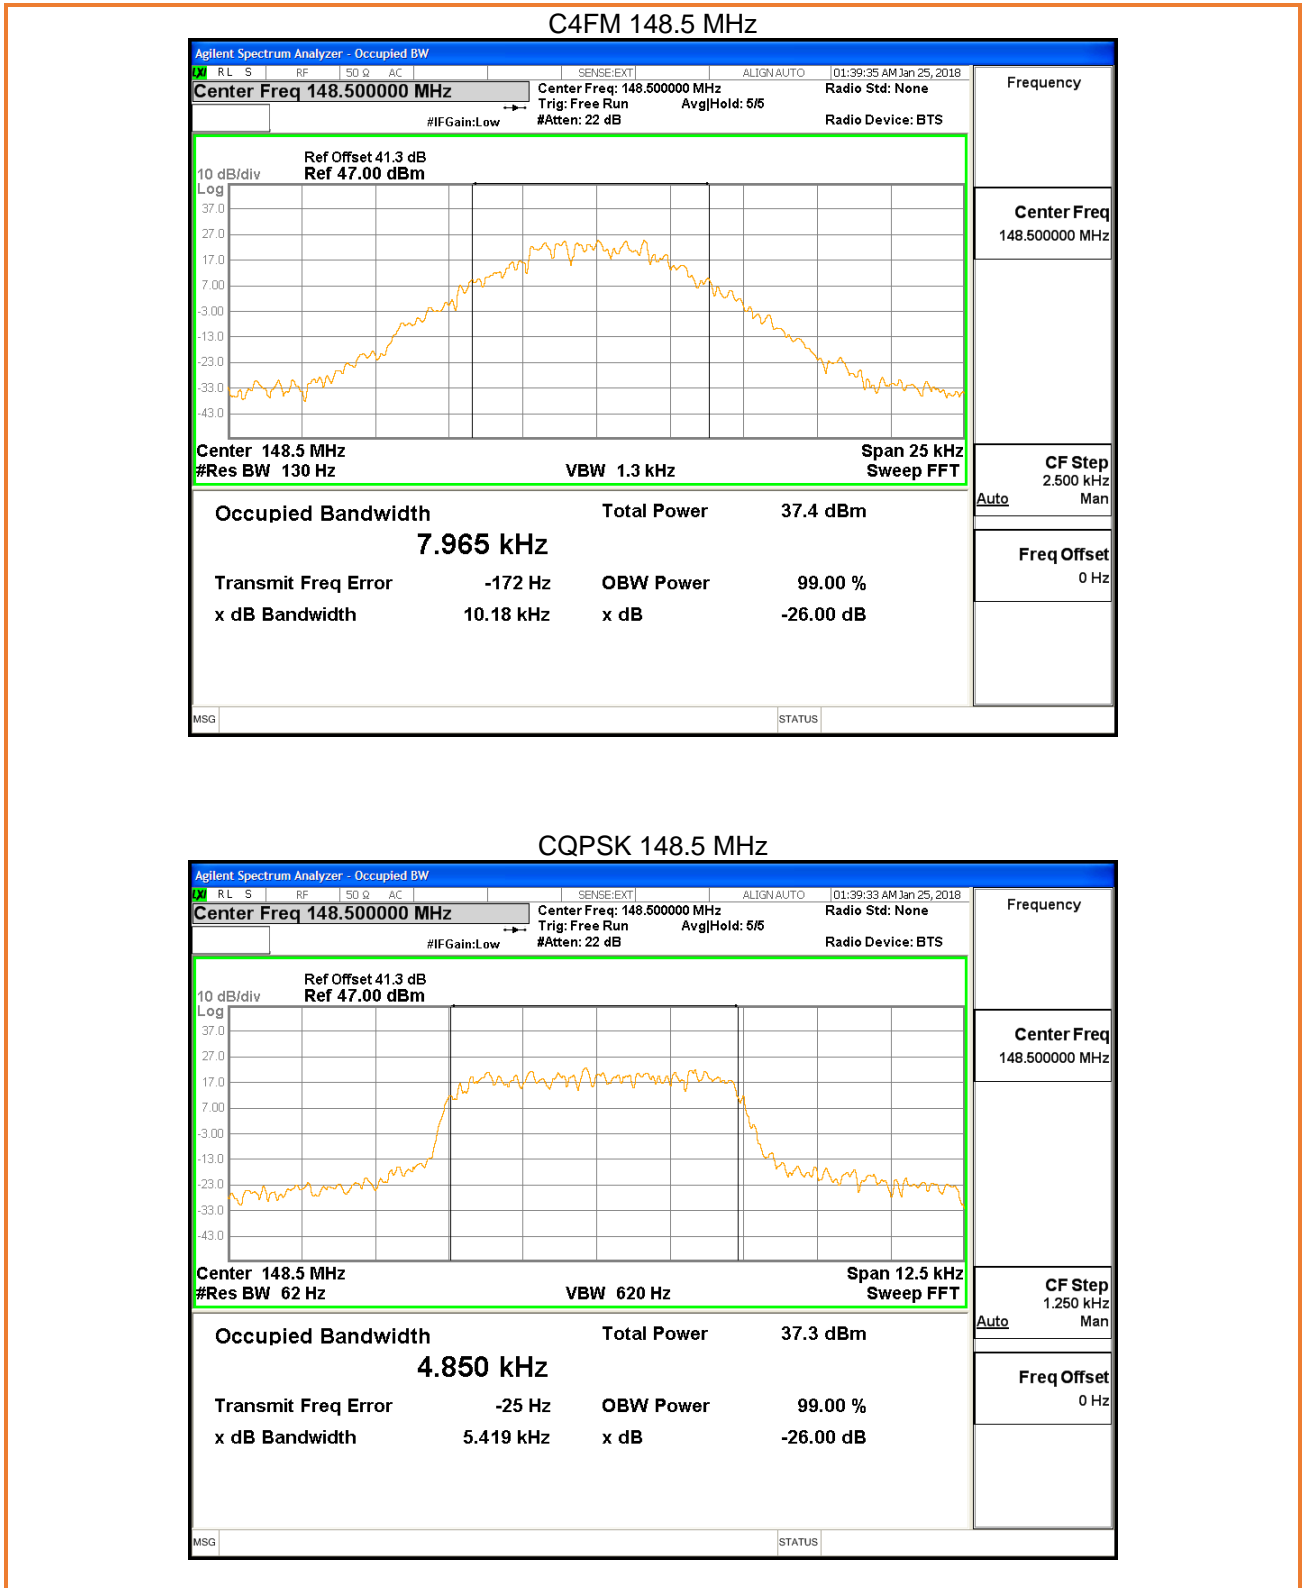 C4FM 148.5 MHz
Agilent Spectrum Analyzer - Occupied BW
LXI RL S RF 50 Ω AC SENSE:EXT ALIGN AUTO 01:39:35 AM Jan 25, 2018
Center Freq 148.500000 MHz Center Freq: 148.500000 MHz Radio Std: None Frequency
Trig: Free Run Avg|Hold: 5/5
#IFGain:Low #Atten: 22 dB Radio Device: BTS
Ref Offset 41.3 dB
10 dB/div Ref 47.00 dBm
Log
37.0
27.0
17.0
7.00
-3.00
-13.0
-23.0
-33.0
-43.0
Center 148.5 MHz Span 25 kHz
#Res BW 130 Hz VBW 1.3 kHz Sweep FFT
Occupied Bandwidth Total Power 37.4 dBm
7.965 kHz
Transmit Freq Error -172 Hz OBW Power 99.00 %
x dB Bandwidth 10.18 kHz x dB -26.00 dB
Center Freq
148.500000 MHz
CF Step
2.500 kHz
Auto Man
Freq Offset
0 Hz
MSG STATUS
CQPSK 148.5 MHz
Agilent Spectrum Analyzer - Occupied BW
LXI RL S RF 50 Ω AC SENSE:EXT ALIGN AUTO 01:39:33 AM Jan 25, 2018
Center Freq 148.500000 MHz Center Freq: 148.500000 MHz Radio Std: None Frequency
Trig: Free Run Avg|Hold: 5/5
#IFGain:Low #Atten: 22 dB Radio Device: BTS
Ref Offset 41.3 dB
10 dB/div Ref 47.00 dBm
Log
37.0
27.0
17.0
7.00
-3.00
-13.0
-23.0
-33.0
-43.0
Center 148.5 MHz Span 12.5 kHz
#Res BW 62 Hz VBW 620 Hz Sweep FFT
Occupied Bandwidth Total Power 37.3 dBm
4.850 kHz
Transmit Freq Error -25 Hz OBW Power 99.00 %
x dB Bandwidth 5.419 kHz x dB -26.00 dB
Center Freq
148.500000 MHz
CF Step
1.250 kHz
Auto Man
Freq Offset
0 Hz
MSG STATUS